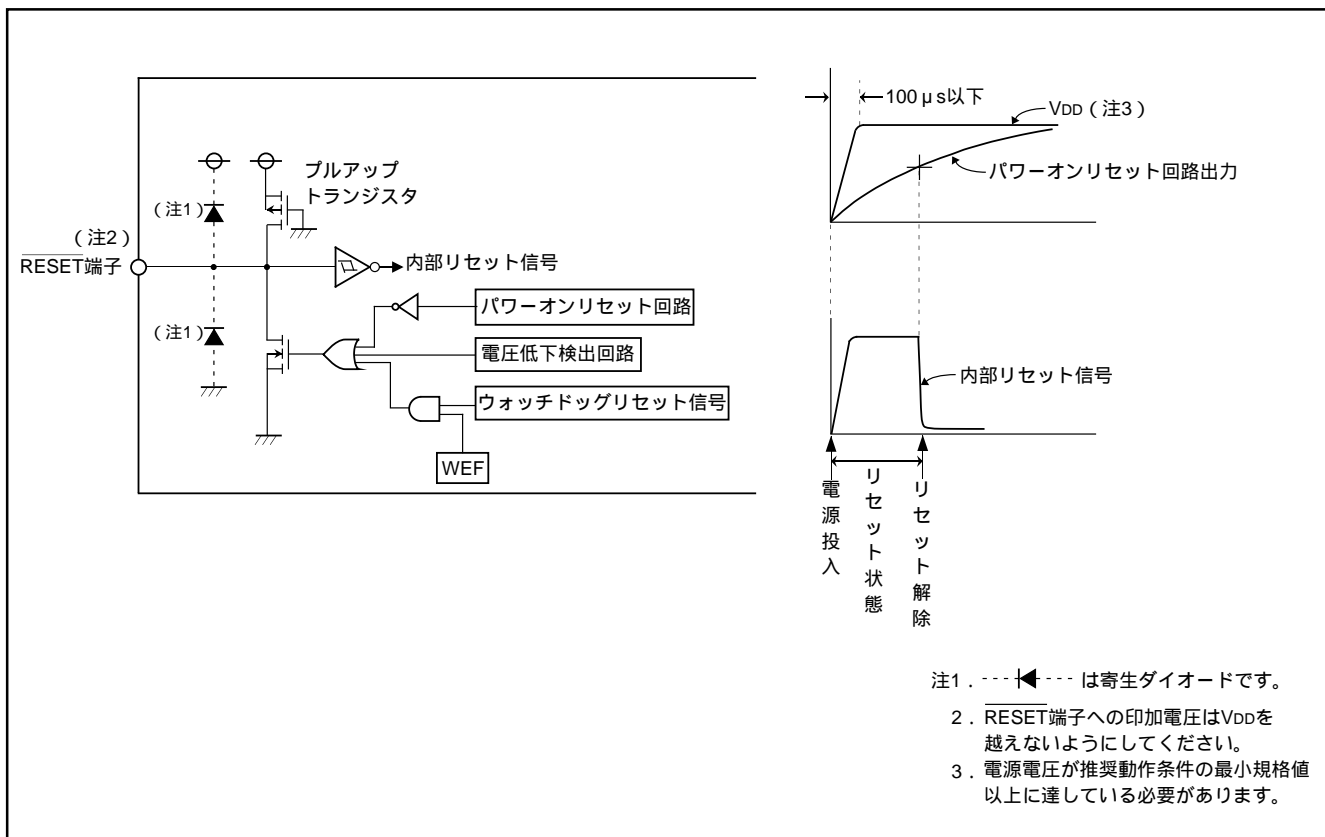 プルアップ
トランジスタ
（注1）
（注2）
RESET端子
内部リセット信号
パワーオンリセット回路
（注1）
電圧低下検出回路
ウォッチドッグリセット信号
WEF
100μs以下
VDD（注3）
パワーオンリセット回路出力
内部リセット信号
電源投入
リセット状態
リセット解除
注1．は寄生ダイオードです。
2．RESET端子への印加電圧はVDDを
越えないようにしてください。
3．電源電圧が推奨動作条件の最小規格値
以上に達している必要があります。